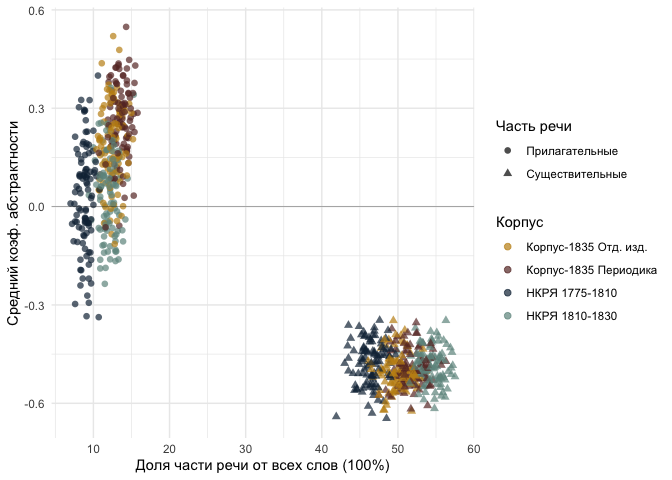 0.6
0.3
0.0
-0.3
-0.6
Средний коэф. абстрактности
10 20 30 40 50 60
Доля части речи от всех слов (100%)
Часть речи
Прилагательные
Существительные
Корпус
Корпус-1835 Отд. изд.
Корпус-1835 Периодика
НКРЯ 1775-1810
НКРЯ 1810-1830